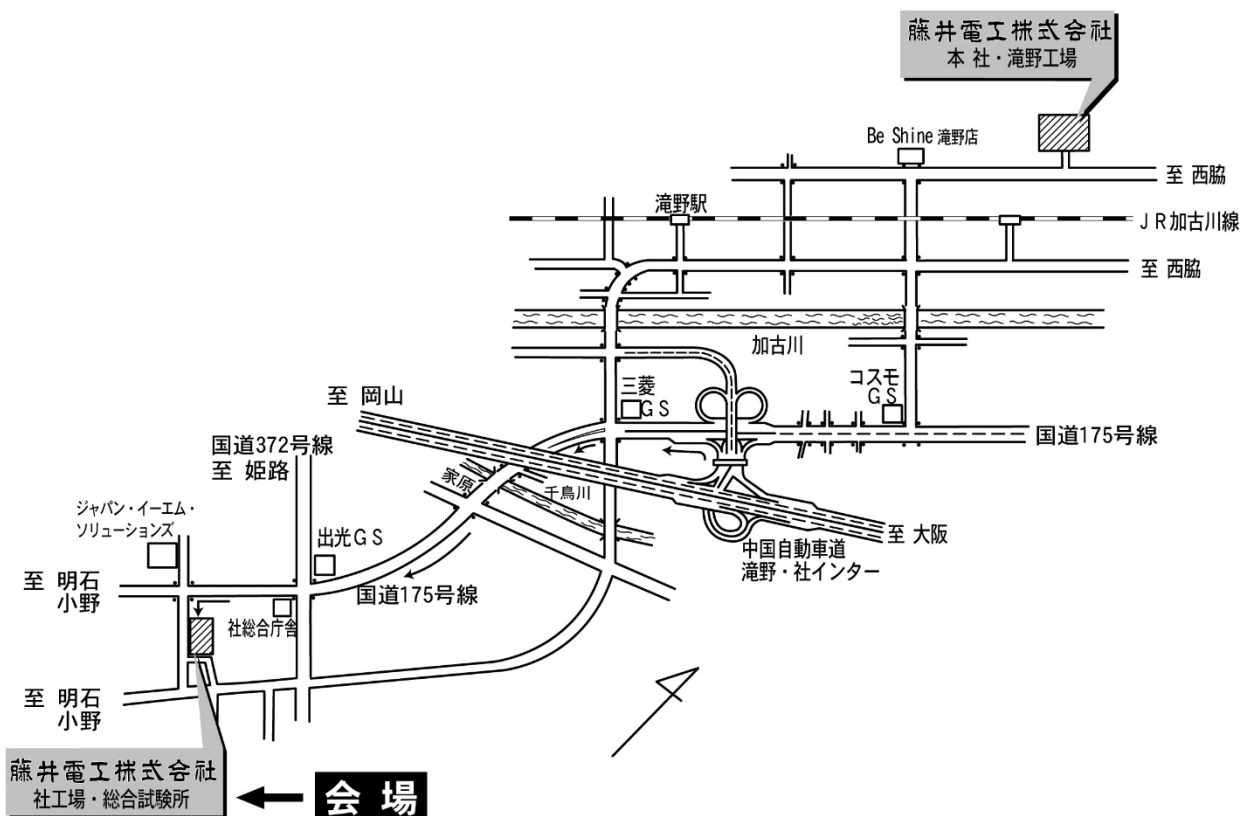 藤井電工株式会社
本 社・滝野工場
Be Shine 滝野店
至 西脇
滝野駅
JR加古川線
至 西脇
加古川
コスモ
GS
三菱
GS
至 岡山
国道175号線
国道372号線
至 姫路
家原
千鳥川
ジャパン・イーエム・
ソリューションズ
出光GS
至 大阪
中国自動車道
滝野・社インター
至 明石
小野
国道175号線
社総合庁舎
至 明石
小野
藤井電工株式会社
社工場・総合試験所
会 場